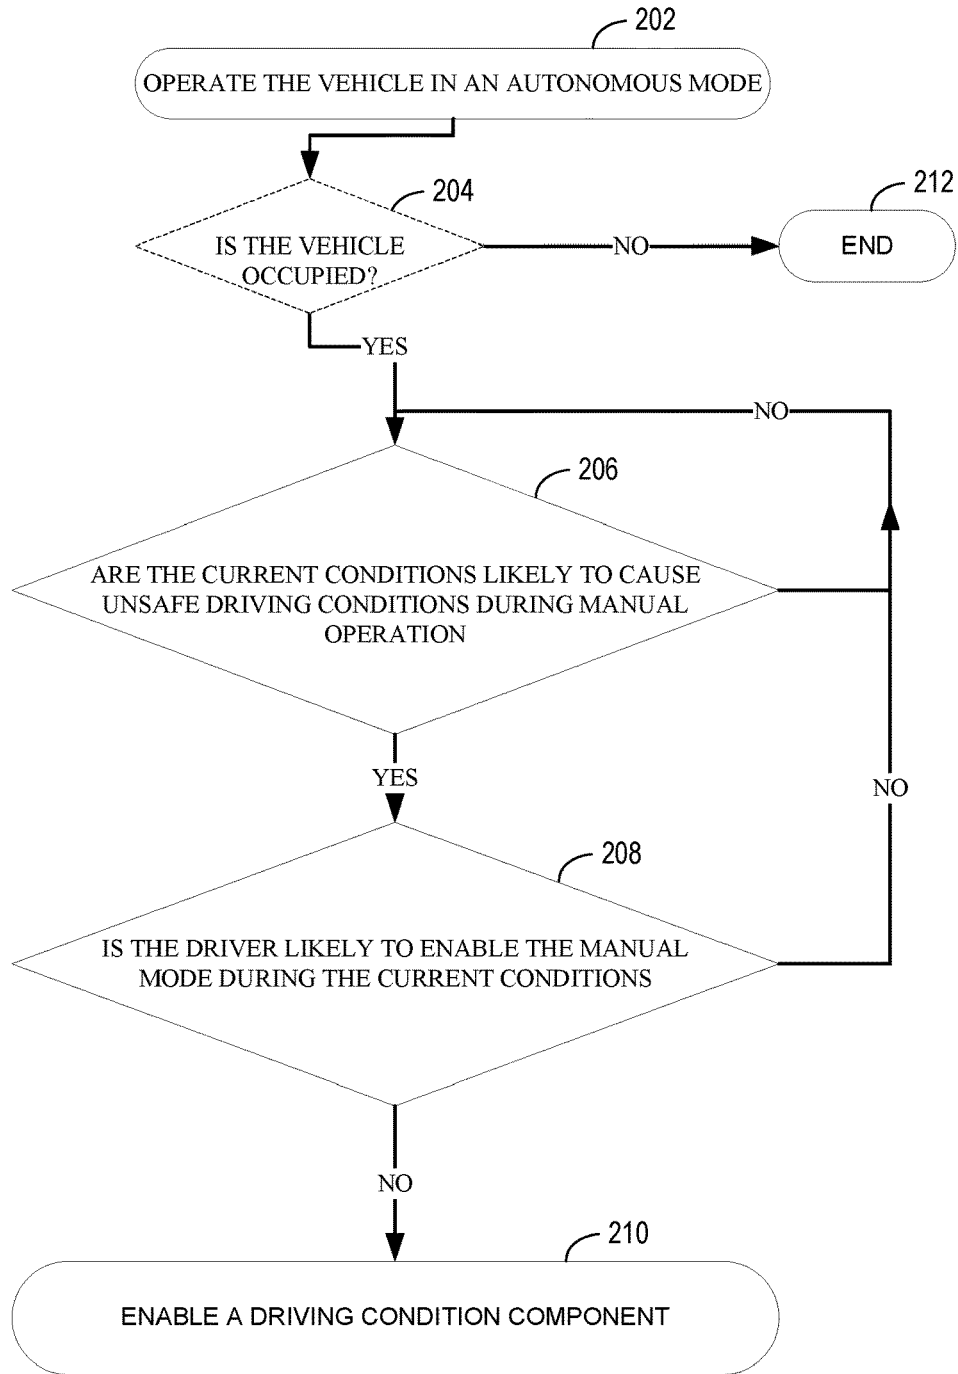 202
OPERATE THE VEHICLE IN AN AUTONOMOUS MODE
204
IS THE VEHICLE
OCCUPIED?
NO
212
END
YES
NO
206
ARE THE CURRENT CONDITIONS LIKELY TO CAUSE
UNSAFE DRIVING CONDITIONS DURING MANUAL
OPERATION
YES
NO
208
IS THE DRIVER LIKELY TO ENABLE THE MANUAL
MODE DURING THE CURRENT CONDITIONS
NO
210
ENABLE A DRIVING CONDITION COMPONENT